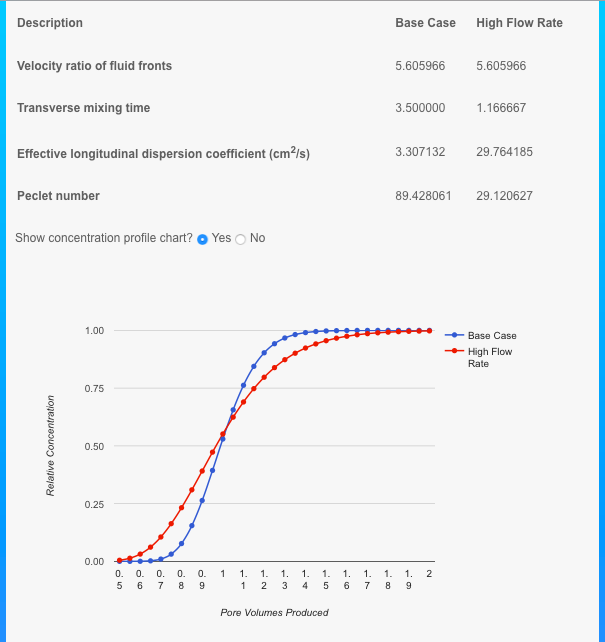 Description Base Case High Flow Rate
Velocity ratio of fluid fronts 5.605966 5.605966
Transverse mixing time 3.500000 1.166667
Effective longitudinal dispersion coefficient (cm²/s) 3.307132 29.764185
Peclet number 89.428061 29.120627
Show concentration profile chart? Yes No
1.00
Base Case
High Flow
Rate
0.75
0.50
0.25
0.00
Relative Concentration
0. 0. 0. 0. 0. 1 1. 1. 1. 1. 1. 1. 1. 1. 1. 2
5 6 7 8 9 1 2 3 4 5 6 7 8 9
Pore Volumes Produced